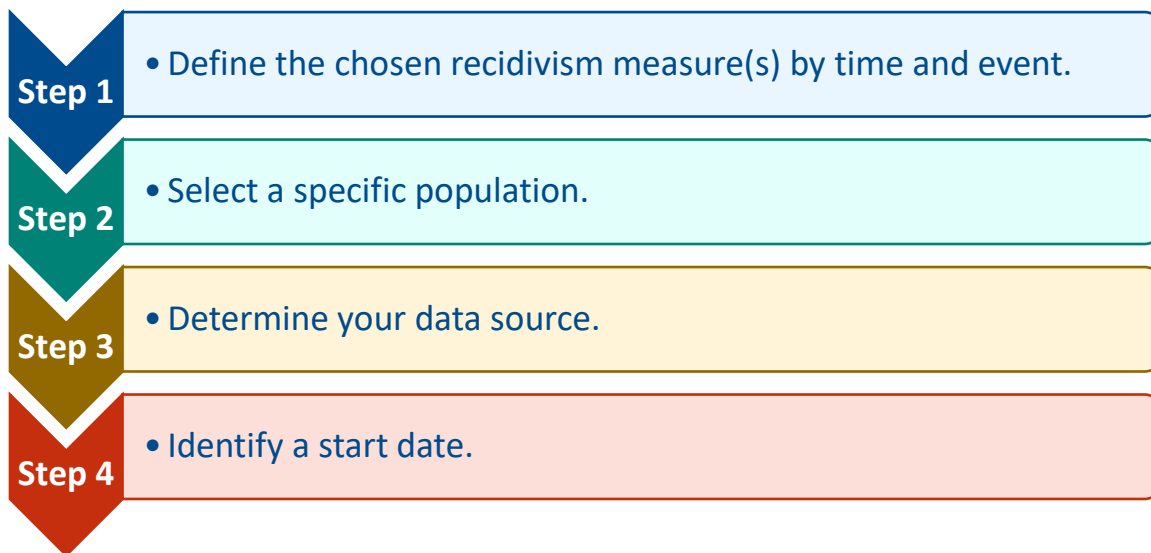 Step 1
• Define the chosen recidivism measure(s) by time and event.
Step 2
• Select a specific population.
Step 3
• Determine your data source.
Step 4
• Identify a start date.